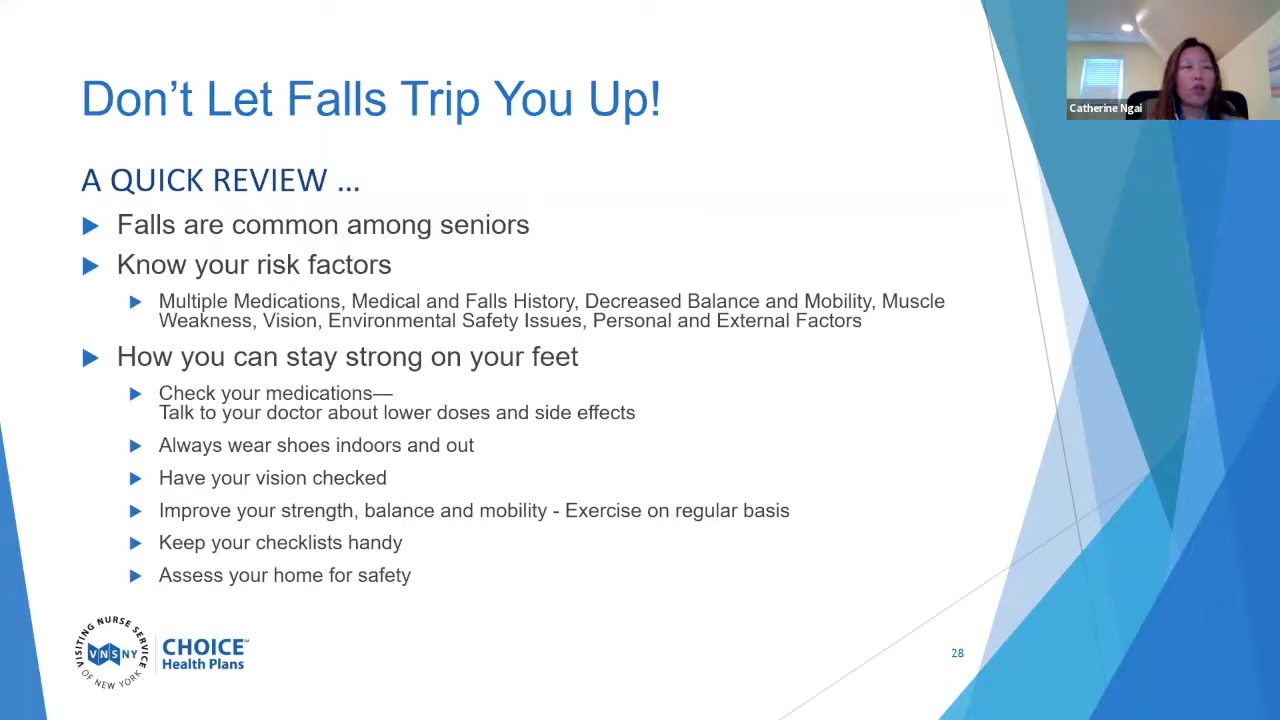 Don't Let Falls Trip You Up!
Catherine Ngai
A QUICK REVIEW ...
Falls are common among seniors
Know your risk factors
Multiple Medications, Medical and Falls History, Decreased Balance and Mobility, Muscle
Weakness, Vision, Environmental Safety Issues, Personal and External Factors
How you can stay strong on your feet
Check your medications—
Talk to your doctor about lower doses and side effects
Always wear shoes indoors and out
Have your vision checked
Improve your strength, balance and mobility - Exercise on regular basis
Keep your checklists handy
Assess your home for safety
VISITING NURSE SERVICE
VNSNY
OF NEW YORK
CHOICE℠
Health Plans
28